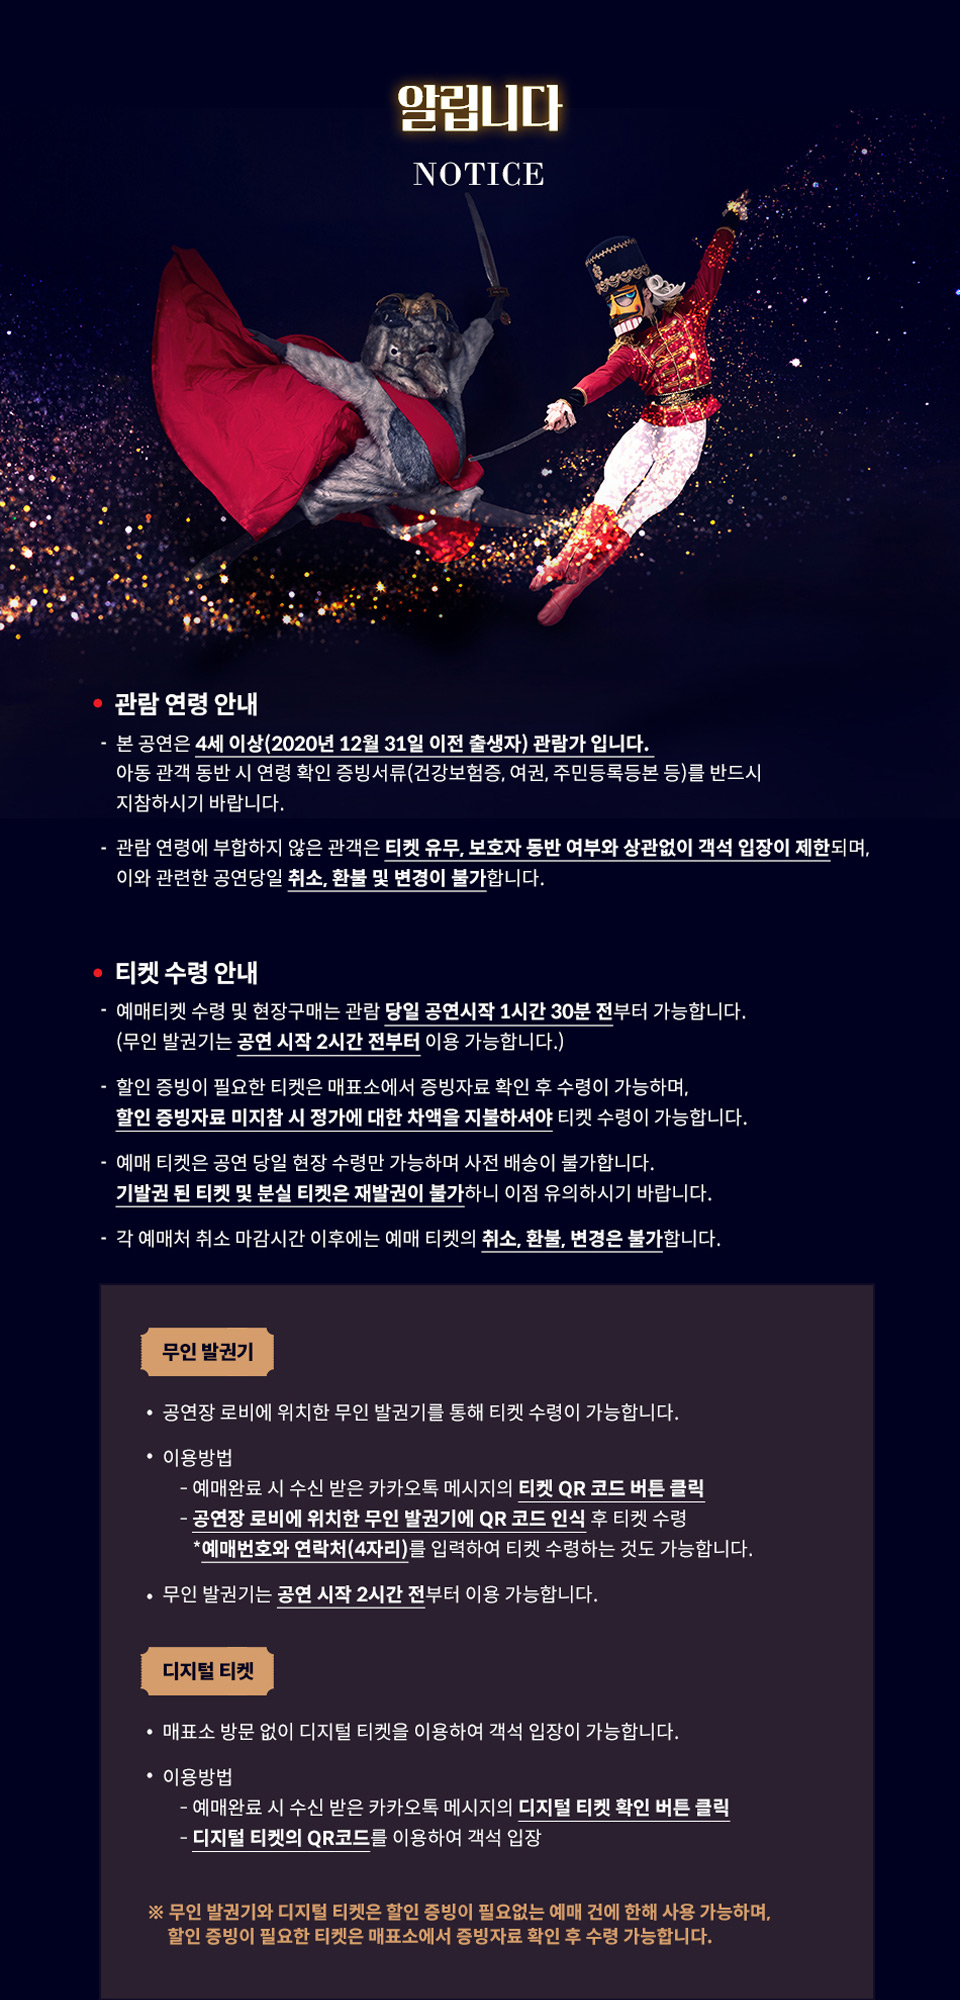 알립니다
NOTICE
• 관람 연령 안내
- 본 공연은 4세 이상(2020년 12월 31일 이전 출생자) 관람가 입니다.
아동 관객 동반 시 연령 확인 증빙서류(건강보험증, 여권, 주민등록등본 등)를 반드시
지참하시기 바랍니다.
- 관람 연령에 부합하지 않은 관객은 티켓 유무, 보호자 동반 여부와 상관없이 객석 입장이 제한되며,
이와 관련한 공연당일 취소, 환불 및 변경이 불가합니다.
• 티켓 수령 안내
- 예매티켓 수령 및 현장구매는 관람 당일 공연시작 1시간 30분 전부터 가능합니다.
(무인 발권기는 공연 시작 2시간 전부터 이용 가능합니다.)
- 할인 증빙이 필요한 티켓은 매표소에서 증빙자료 확인 후 수령이 가능하며,
할인 증빙자료 미지참 시 정가에 대한 차액을 지불하셔야 티켓 수령이 가능합니다.
- 예매 티켓은 공연 당일 현장 수령만 가능하며 사전 배송이 불가합니다.
기발권 된 티켓 및 분실 티켓은 재발권이 불가하니 이점 유의하시기 바랍니다.
- 각 예매처 취소 마감시간 이후에는 예매 티켓의 취소, 환불, 변경은 불가합니다.
무인 발권기
• 공연장 로비에 위치한 무인 발권기를 통해 티켓 수령이 가능합니다.
• 이용방법
- 예매완료 시 수신 받은 카카오톡 메시지의 티켓 QR 코드 버튼 클릭
- 공연장 로비에 위치한 무인 발권기에 QR 코드 인식 후 티켓 수령
*예매번호와 연락처(4자리)를 입력하여 티켓 수령하는 것도 가능합니다.
• 무인 발권기는 공연 시작 2시간 전부터 이용 가능합니다.
디지털 티켓
• 매표소 방문 없이 디지털 티켓을 이용하여 객석 입장이 가능합니다.
• 이용방법
- 예매완료 시 수신 받은 카카오톡 메시지의 디지털 티켓 확인 버튼 클릭
- 디지털 티켓의 QR코드를 이용하여 객석 입장
※ 무인 발권기와 디지털 티켓은 할인 증빙이 필요없는 예매 건에 한해 사용 가능하며,
할인 증빙이 필요한 티켓은 매표소에서 증빙자료 확인 후 수령 가능합니다.